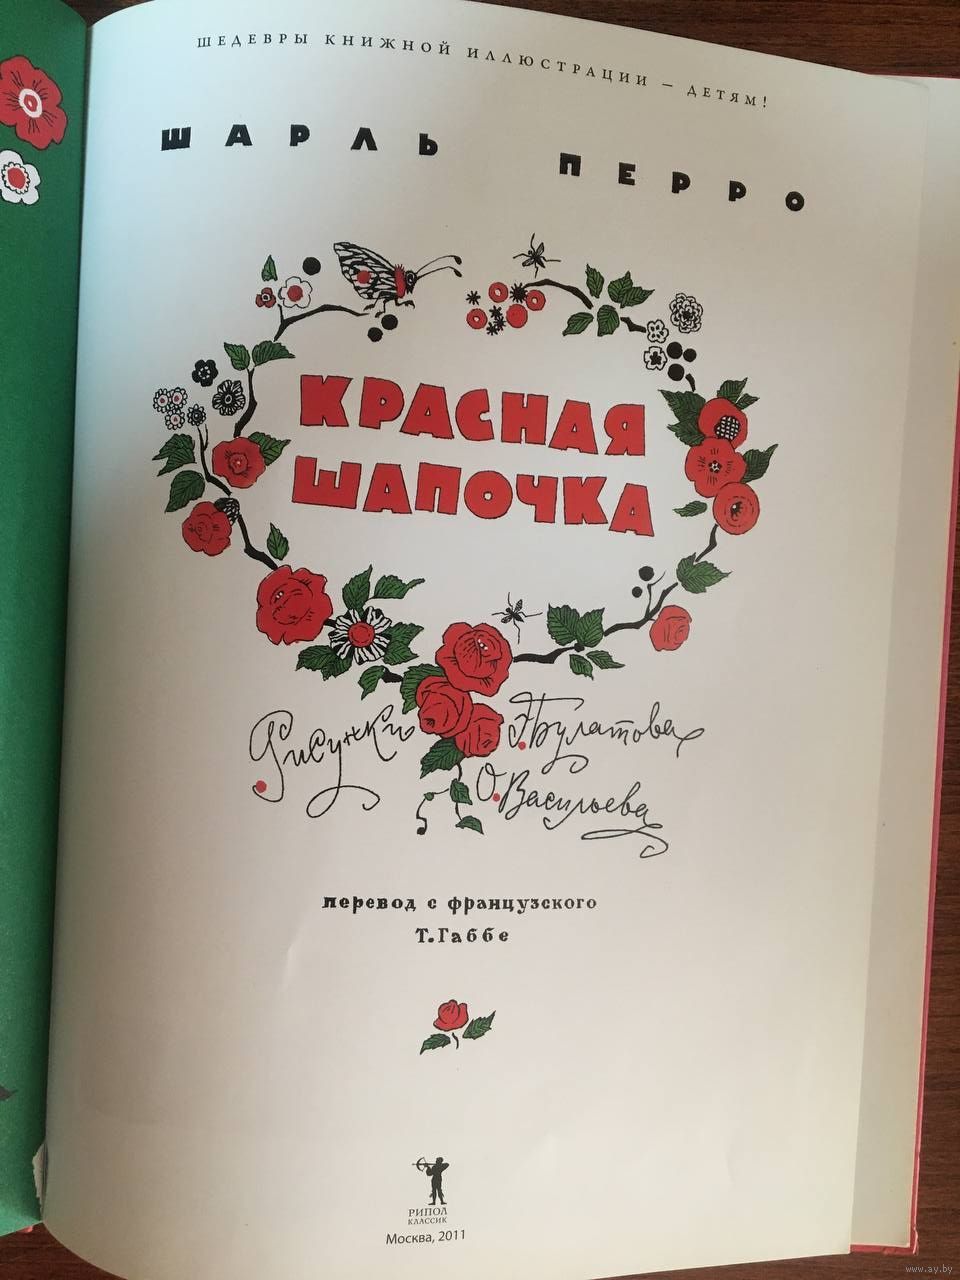 ШЕДЕВРЫ КНИЖНОЙ ИЛЛЮСТРАЦИИ – ДЕТЯМ!
ШАРЛЬ ПЕРРО
КРАСНАЯ
ШАПОЧКА
Рисунки Э.Булатова
О.Васильева
перевод с французского
Т.Габбе
РИПОЛ
КЛАССИК
Москва, 2011
www.ay.by